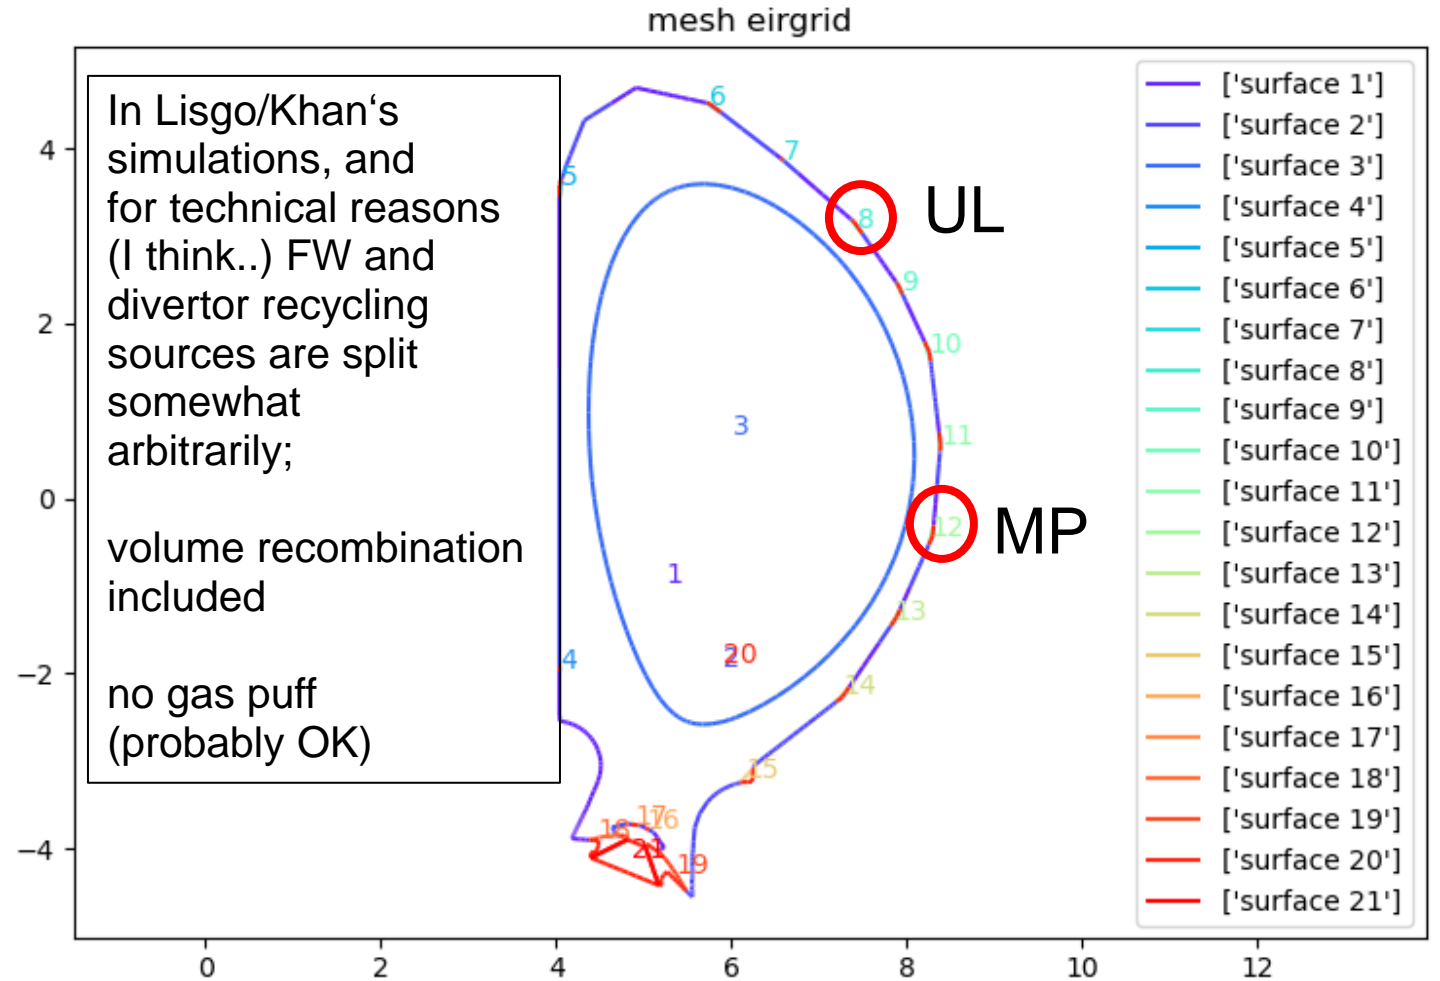 mesh eirgrid
In Lisgo/Khan‘s
simulations, and
for technical reasons
(I think..) FW and
divertor recycling
sources are split
somewhat
arbitrarily;
volume recombination
included
no gas puff
(probably OK)
UL
MP
6
7
5
8
9
10
11
3
12
1
13
4
2
20
14
15
17
16
18
21
19
['surface 1']
['surface 2']
['surface 3']
['surface 4']
['surface 5']
['surface 6']
['surface 7']
['surface 8']
['surface 9']
['surface 10']
['surface 11']
['surface 12']
['surface 13']
['surface 14']
['surface 15']
['surface 16']
['surface 17']
['surface 18']
['surface 19']
['surface 20']
['surface 21']
4
2
0
−2
−4
0 2 4 6 8 10 12